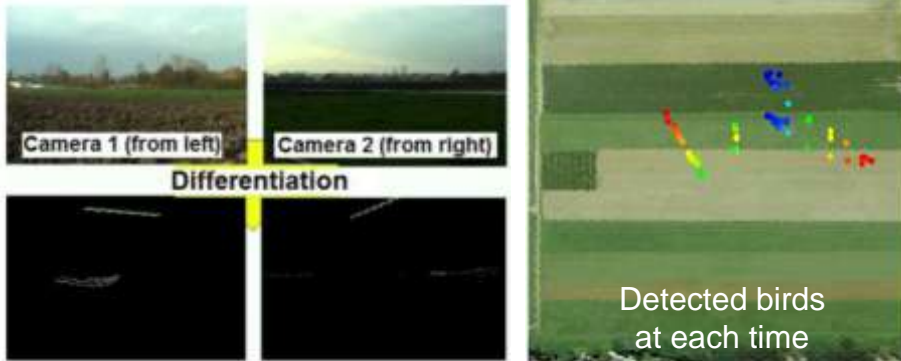 Camera 1 (from left)
Camera 2 (from right)
Differentiation
Detected birds
at each time